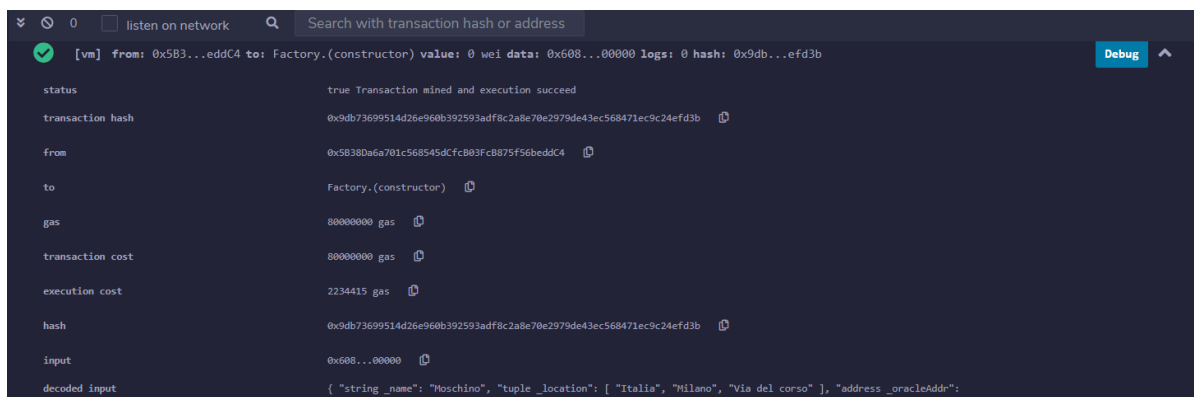 0 listen on network Search with transaction hash or address
[vm] from: 0x5B3...eddC4 to: Factory.(constructor) value: 0 wei data: 0x608...00000 logs: 0 hash: 0x9db...efd3b Debug
status true Transaction mined and execution succeed
transaction hash 0x9db73699514d26e960b392593adf8c2a8e70e2979de43ec568471ec9c24efd3b
from 0x5B38Da6a701c568545dCfcB03FcB875f56beddC4
to Factory.(constructor)
gas 80000000 gas
transaction cost 80000000 gas
execution cost 2234415 gas
hash 0x9db73699514d26e960b392593adf8c2a8e70e2979de43ec568471ec9c24efd3b
input 0x608...00000
decoded input { "string _name": "Moschino", "tuple _location": [ "Italia", "Milano", "Via del corso" ], "address _oracleAddr":